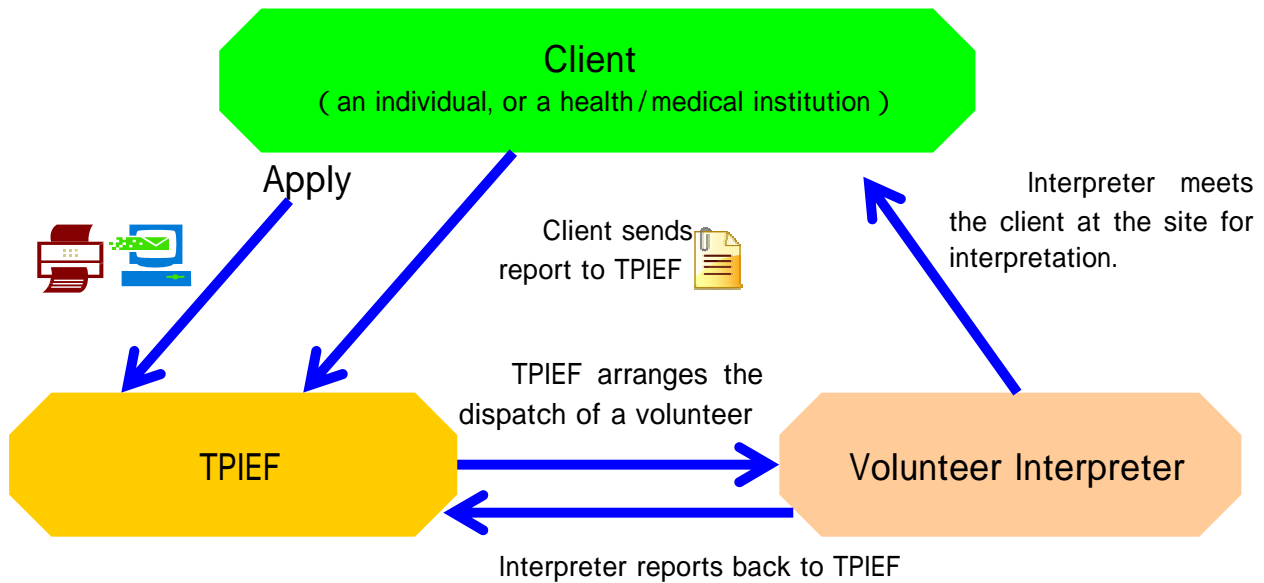 Client
( an individual, or a health / medical institution )
Apply
Client sends
report to TPIEF
Interpreter meets
the client at the site for
interpretation.
TPIEF arranges the
dispatch of a volunteer
TPIEF
Volunteer Interpreter
Interpreter reports back to TPIEF